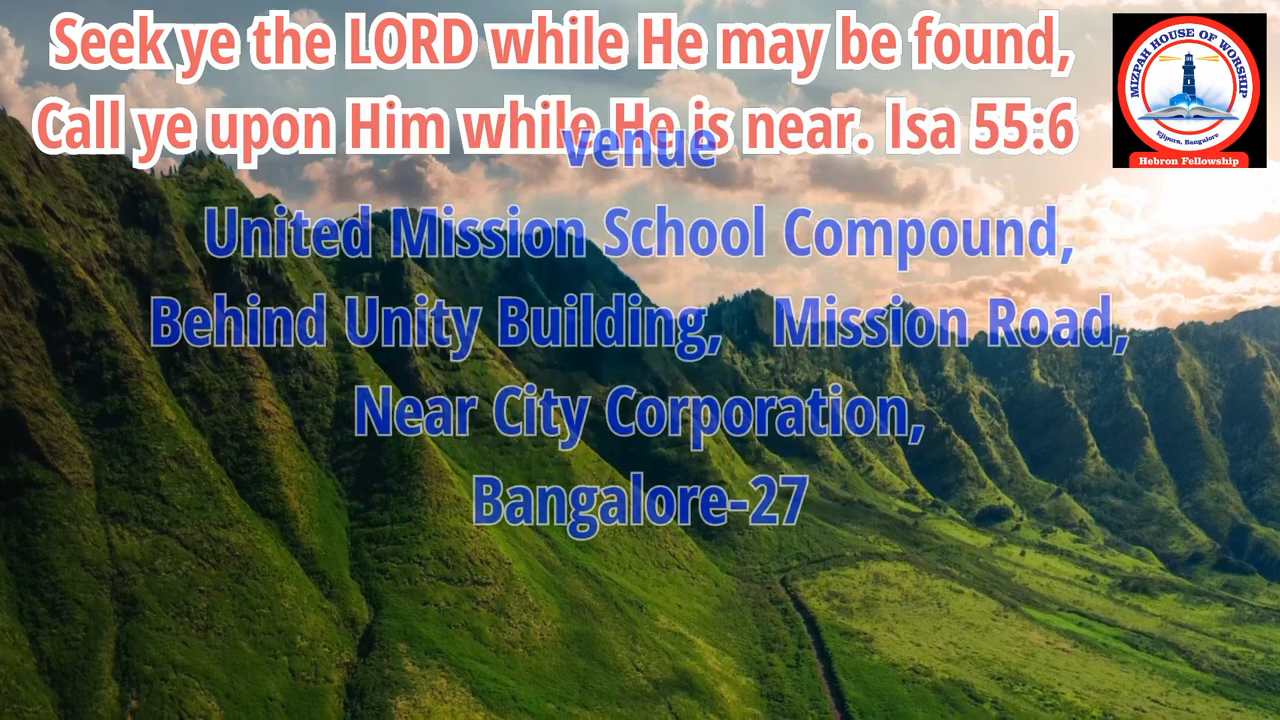 Seek ye the LORD while He may be found,
Call ye upon Him while He is near. Isa 55:6
venue
United Mission School Compound,
Behind Unity Building, Mission Road,
Near City Corporation,
Bangalore-27
MIZPAH HOUSE OF WORSHIP
Ejipura, Bangalore
Hebron Fellowship